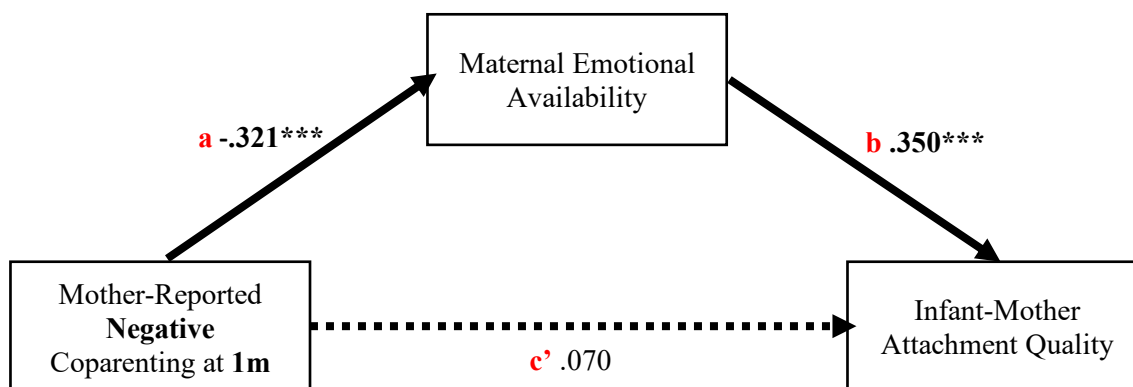 Maternal Emotional
Availability
a -.321***
b .350***
Mother-Reported
Negative
Coparenting at 1m
c’ .070
Infant-Mother
Attachment Quality